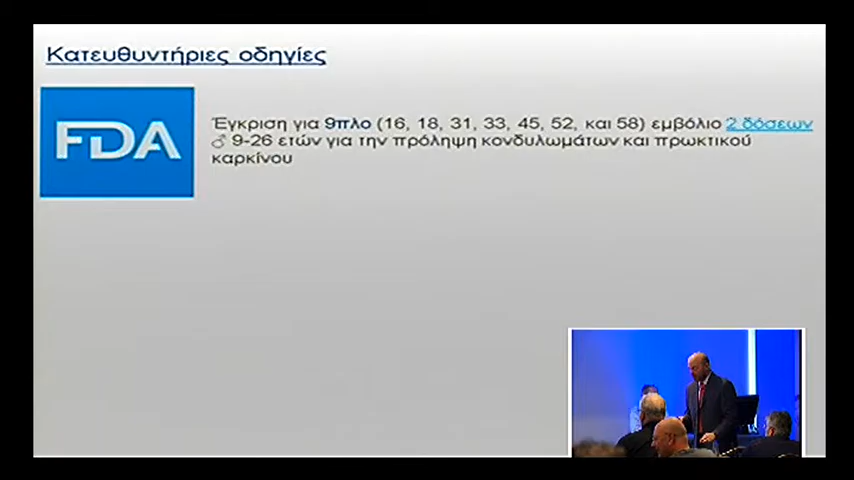 Κατευθυντήριες οδηγίες
FDA
Έγκριση για 9πλο (16, 18, 31, 33, 45, 52, και 58) εμβόλιο 2 δόσεων
♂ 9-26 ετών για την πρόληψη κονδυλωμάτων και πρωκτικού
καρκίνου